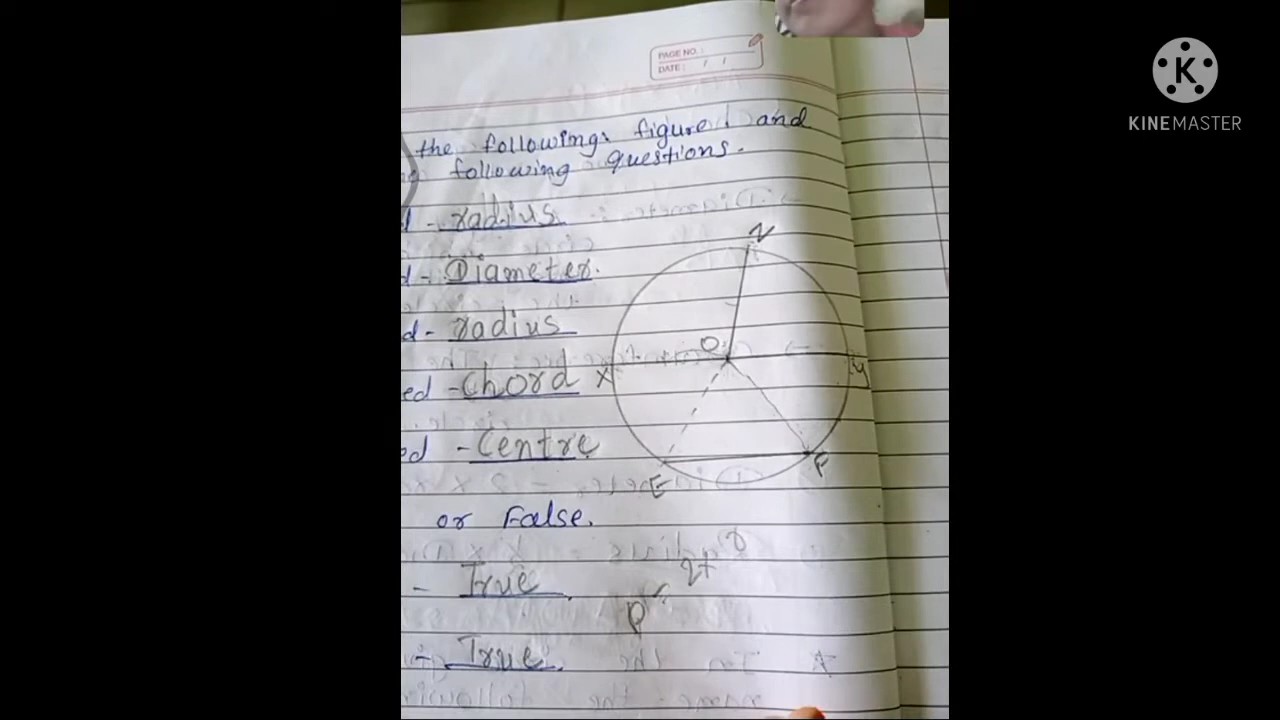 PAGE NO. :
DATE : / /
KINEMASTER
the following figure and
following questions.
radius
Diameter.
radius
ed - Chord
Centre
or False.
- True.
- True.
N
O
X
Y
E
F
r